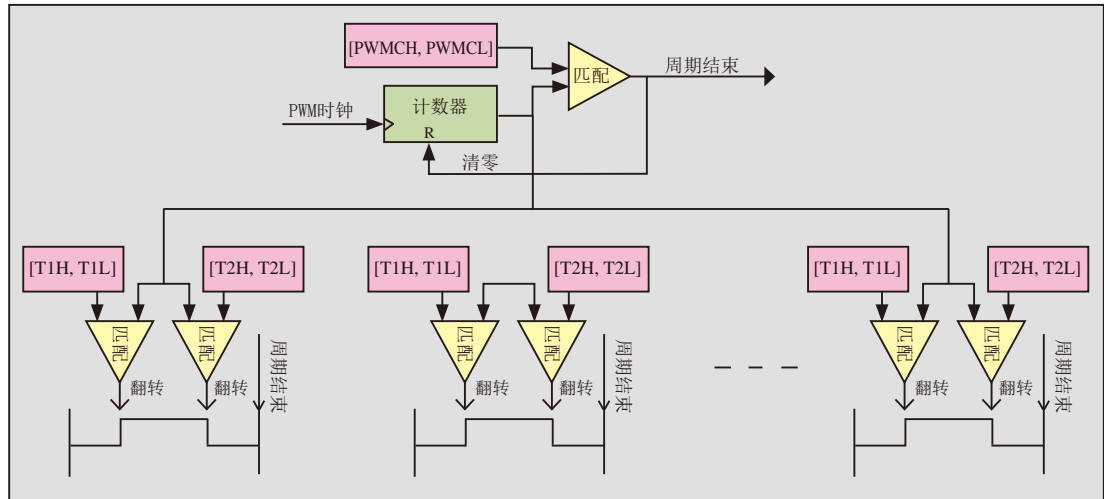 [PWMCH, PWMCL]
匹配
周期结束
计数器
PWM时钟
R
清零
[T1H, T1L]
[T2H, T2L]
[T1H, T1L]
[T2H, T2L]
[T1H, T1L]
[T2H, T2L]
匹配
匹配
周期结束
匹配
匹配
周期结束
匹配
匹配
周期结束
翻转
翻转
翻转
翻转
翻转
翻转